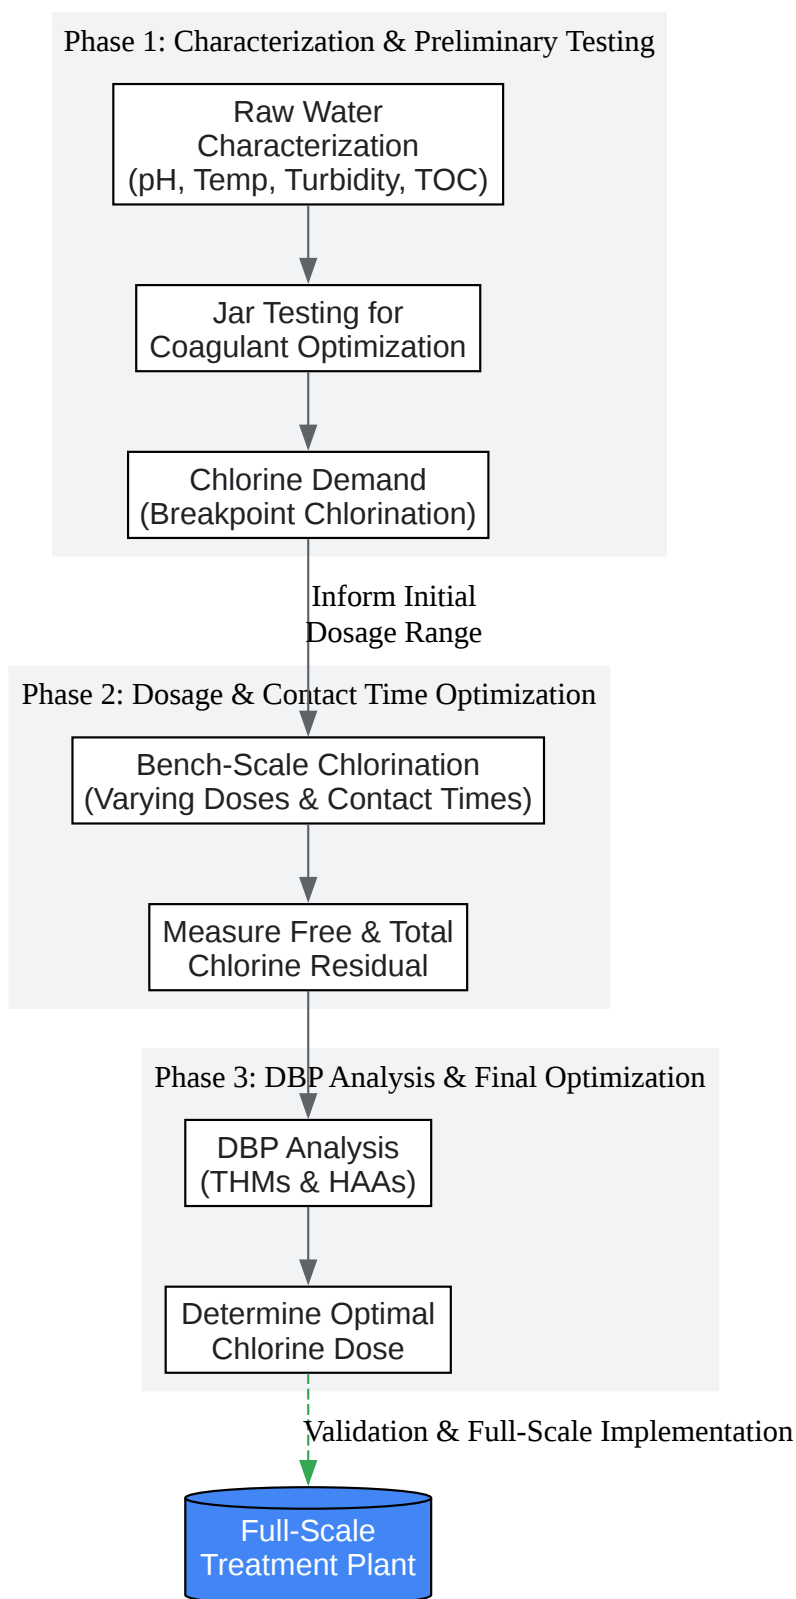 Phase 1: Characterization & Preliminary Testing
Raw Water
Characterization
(pH, Temp, Turbidity, TOC)
Jar Testing for
Coagulant Optimization
Chlorine Demand
(Breakpoint Chlorination)
Inform Initial
Dosage Range
Phase 2: Dosage & Contact Time Optimization
Bench-Scale Chlorination
(Varying Doses & Contact Times)
Measure Free & Total
Chlorine Residual
Phase 3: DBP Analysis & Final Optimization
DBP Analysis
(THMs & HAAs)
Determine Optimal
Chlorine Dose
Validation & Full-Scale Implementation
Full-Scale
Treatment Plant